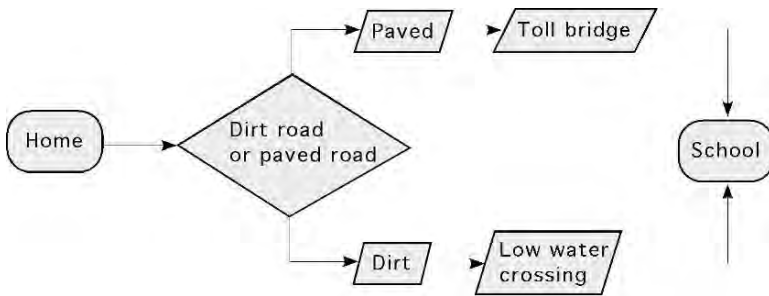 Paved
Toll bridge
Home
Dirt road
or paved road
School
Dirt
Low water
crossing